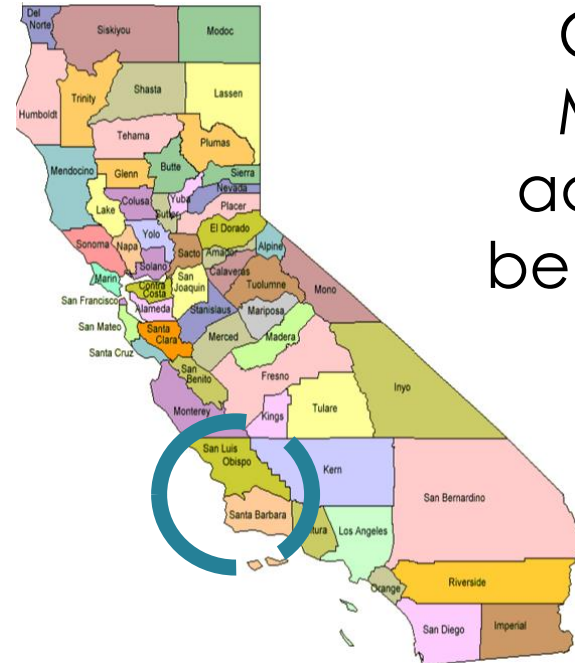 Del
Norte
Siskiyou
Modoc
Humboldt
Trinity
Shasta
Lassen
Tehama
Plumas
Mendocino
Glenn
Butte
Sierra
Nevada
Colusa
Yuba
Placer
Lake
Sutter
El Dorado
Yolo
Sonoma
Napa
Sacto
Amador
Alpine
Solano
Calaveras
Marin
Contra
Costa
San
Joaquin
Tuolumne
Mono
San Francisco
Alameda
Stanislaus
Mariposa
San Mateo
Santa
Clara
Merced
Madera
Santa Cruz
San
Benito
Fresno
Inyo
Monterey
Kings
Tulare
San Luis
Obispo
Kern
San Bernardino
Santa Barbara
tura
Los Angeles
Orange
Riverside
San Diego
Imperial
ac
be